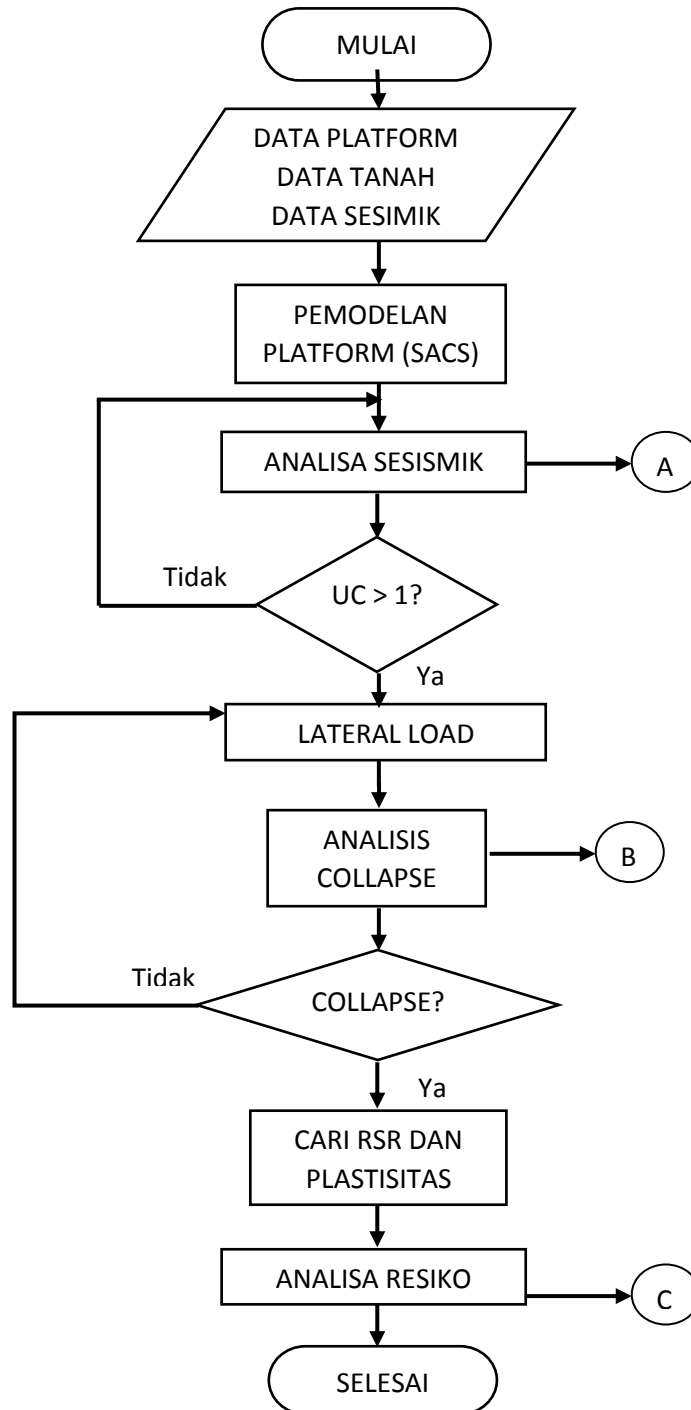 MULAI
DATA PLATFORM
DATA TANAH
DATA SESIMIK
PEMODELAN
PLATFORM (SACS)
ANALISA SESISMIK
A
Tidak
UC > 1?
Ya
LATERAL LOAD
ANALISIS
COLLAPSE
B
Tidak
COLLAPSE?
Ya
CARI RSR DAN
PLASTISITAS
ANALISA RESIKO
C
SELESAI